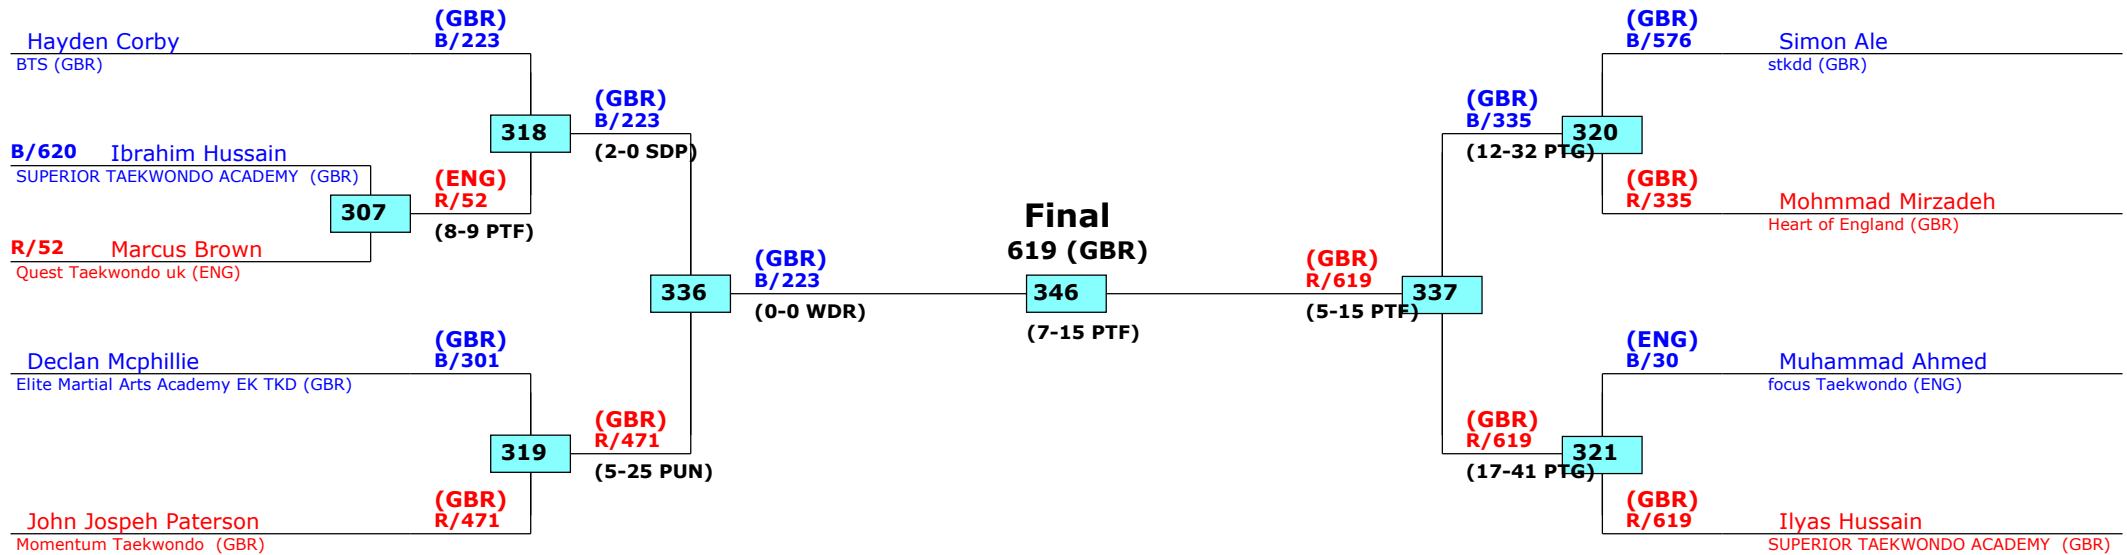 (GBR)
Hayden Corby
B/223
BTS (GBR)
318
(GBR)
B/223
(2-0 SDP)
B/620
Ibrahim Hussain
SUPERIOR TAEKWONDO ACADEMY (GBR)
307
(ENG)
R/52
(8-9 PTF)
R/52
Marcus Brown
Quest Taekwondo uk (ENG)
336
(GBR)
B/223
(0-0 WDR)
(GBR)
Declan Mcphillie
B/301
Elite Martial Arts Academy EK TKD (GBR)
319
(GBR)
R/471
(5-25 PUN)
(GBR)
John Jospeh Paterson
R/471
Momentum Taekwondo (GBR)
Final
619 (GBR)
346
(7-15 PTF)
(GBR)
R/619
337
(5-15 PTF)
(GBR)
B/576
Simon Ale
stkdd (GBR)
(GBR)
B/335
320
(12-32 PTG)
(GBR)
R/335
Mohmmad Mirzadeh
Heart of England (GBR)
(ENG)
B/30
Muhammad Ahmed
focus Taekwondo (ENG)
(GBR)
R/619
321
(17-41 PTG)
(GBR)
R/619
Ilyas Hussain
SUPERIOR TAEKWONDO ACADEMY (GBR)